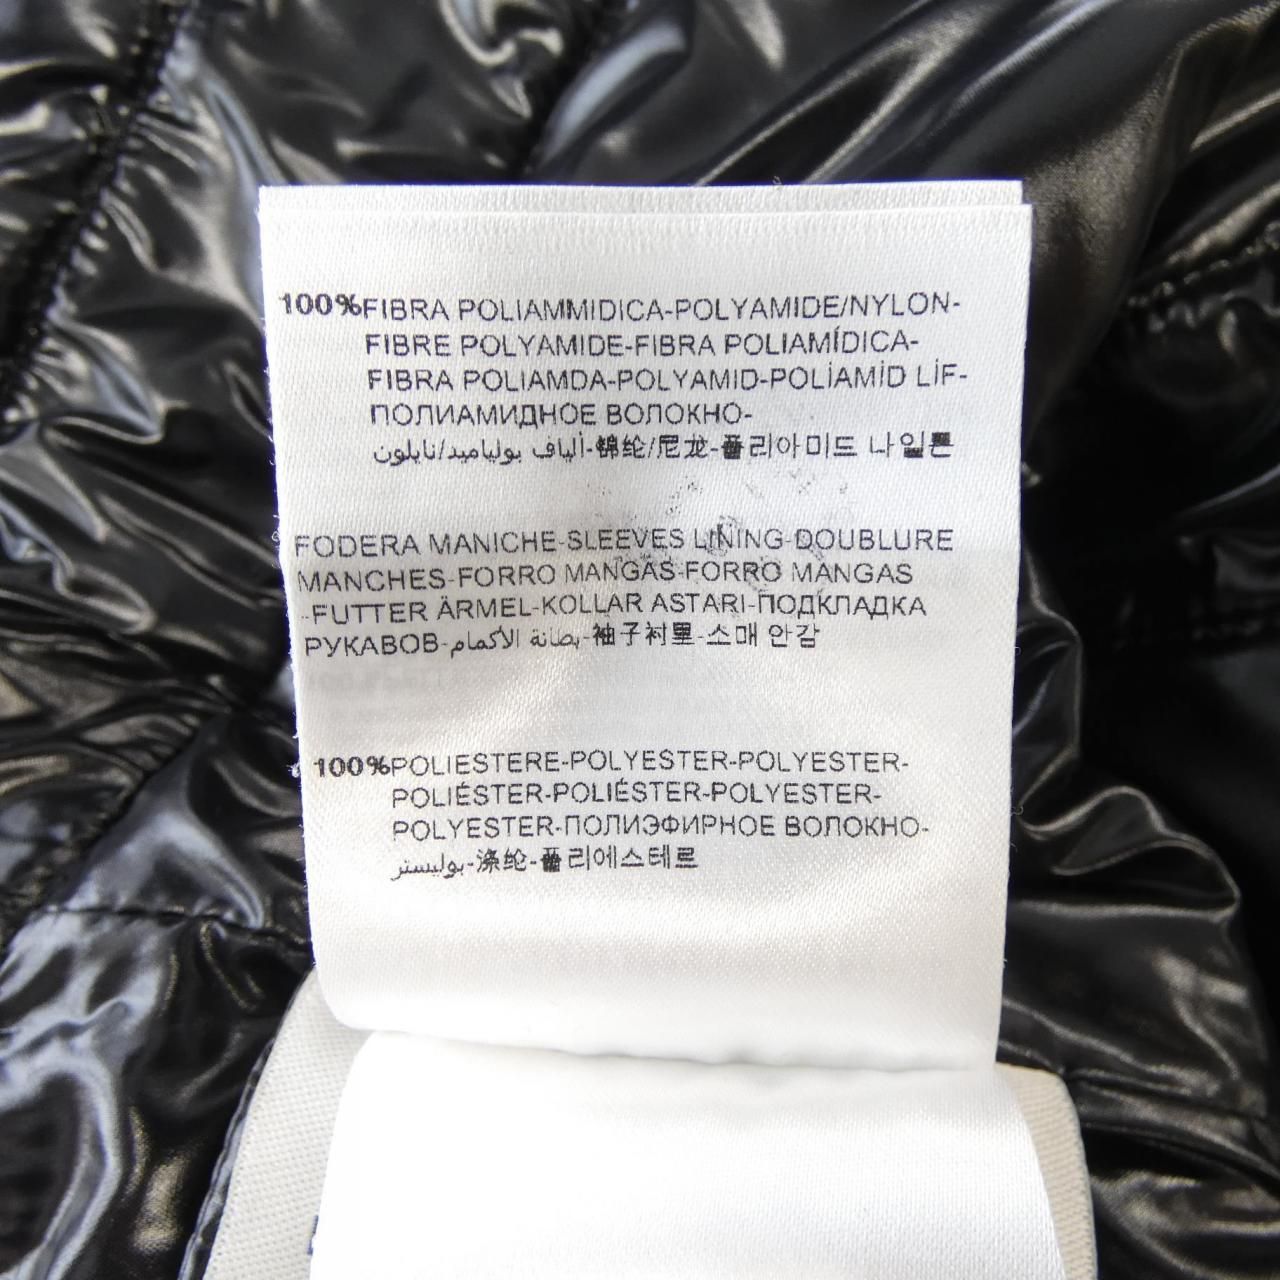 100%FIBRA POLIAMMIDICA-POLYAMIDE/NYLON-
FIBRE POLYAMIDE-FIBRA POLIAMÍDICA-
FIBRA POLIAMDA-POLYAMID-POLİAMİD LİF-
ПОЛИАМИДНОЕ ВОЛОКНО-
ألياف بولياميد/نايلون-锦纶/尼龙-폴리아미드 나일론
FODERA MANICHE-SLEEVES LINING-DOUBLURE
MANCHES-FORRO MANGAS-FORRO MANGAS
-FUTTER ÄRMEL-KOLLAR ASTARI-ПОДКЛАДКА
РУКАВОВ-بطانة الأكمام-袖子衬里-소매 안감
100%POLIESTERE-POLYESTER-POLYESTER-
POLIÉSTER-POLIÉSTER-POLYESTER-
POLYESTER-ПОЛИЭФИРНОЕ ВОЛОКНО-
بوليستر-涤纶-폴리에스테르